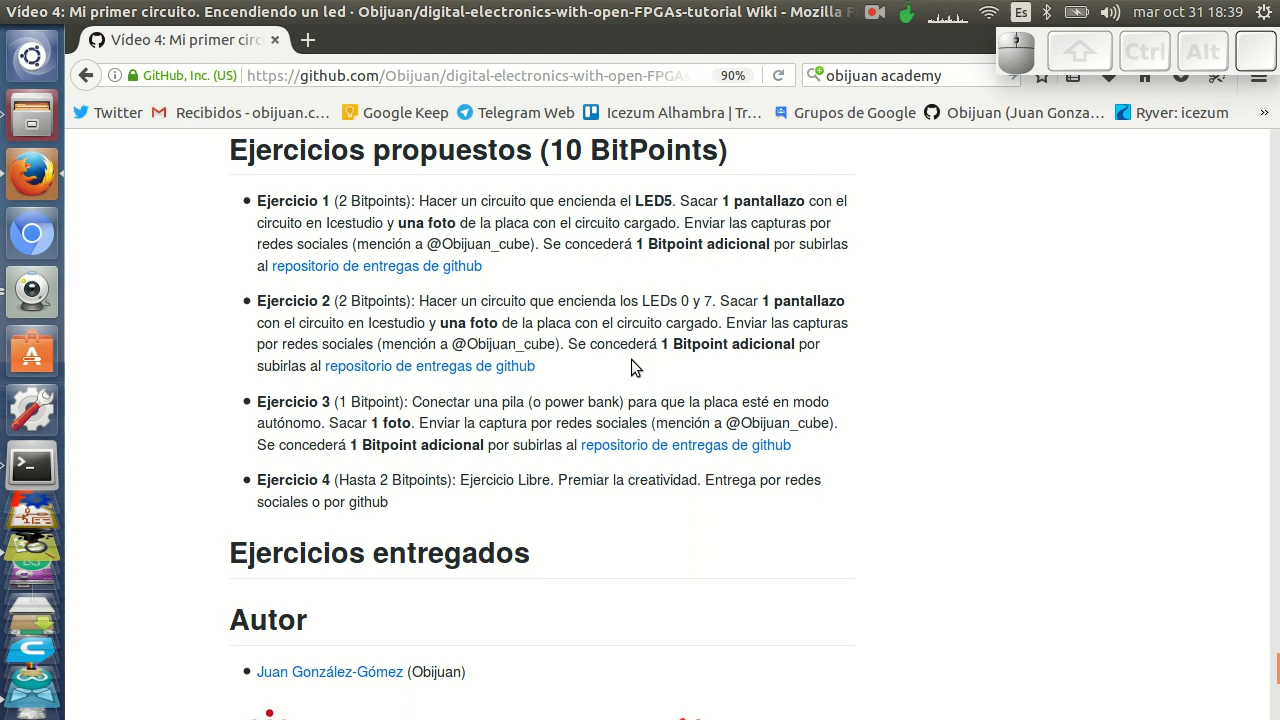 Vídeo 4: Mi primer circuito. Encendiendo un led · Obijuan/digital-electronics-with-open-FPGAs-tutorial Wiki - Mozilla F
Es
mar oct 31 18:39
Vídeo 4: Mi primer circ
Ctrl
Alt
GitHub, Inc. (US)
https://github.com/Obijuan/digital-electronics-with-open-FPGAs
90%
obijuan academy
Twitter
Recibidos - obijuan.c...
Google Keep
Telegram Web
Icezum Alhambra | Tr...
Grupos de Google
Obijuan (Juan Gonza...
Ryver: icezum
»
Ejercicios propuestos (10 BitPoints)
Ejercicio 1 (2 Bitpoints): Hacer un circuito que encienda el LED5. Sacar 1 pantallazo con el
circuito en Icestudio y una foto de la placa con el circuito cargado. Enviar las capturas por
redes sociales (mención a @Obijuan_cube). Se concederá 1 Bitpoint adicional por subirlas
al repositorio de entregas de github
Ejercicio 2 (2 Bitpoints): Hacer un circuito que encienda los LEDs 0 y 7. Sacar 1 pantallazo
con el circuito en Icestudio y una foto de la placa con el circuito cargado. Enviar las capturas
por redes sociales (mención a @Obijuan_cube). Se concederá 1 Bitpoint adicional por
subirlas al repositorio de entregas de github
Ejercicio 3 (1 Bitpoint): Conectar una pila (o power bank) para que la placa esté en modo
autónomo. Sacar 1 foto. Enviar la captura por redes sociales (mención a @Obijuan_cube).
Se concederá 1 Bitpoint adicional por subirlas al repositorio de entregas de github
Ejercicio 4 (Hasta 2 Bitpoints): Ejercicio Libre. Premiar la creatividad. Entrega por redes
sociales o por github
Ejercicios entregados
Autor
Juan González-Gómez (Obijuan)